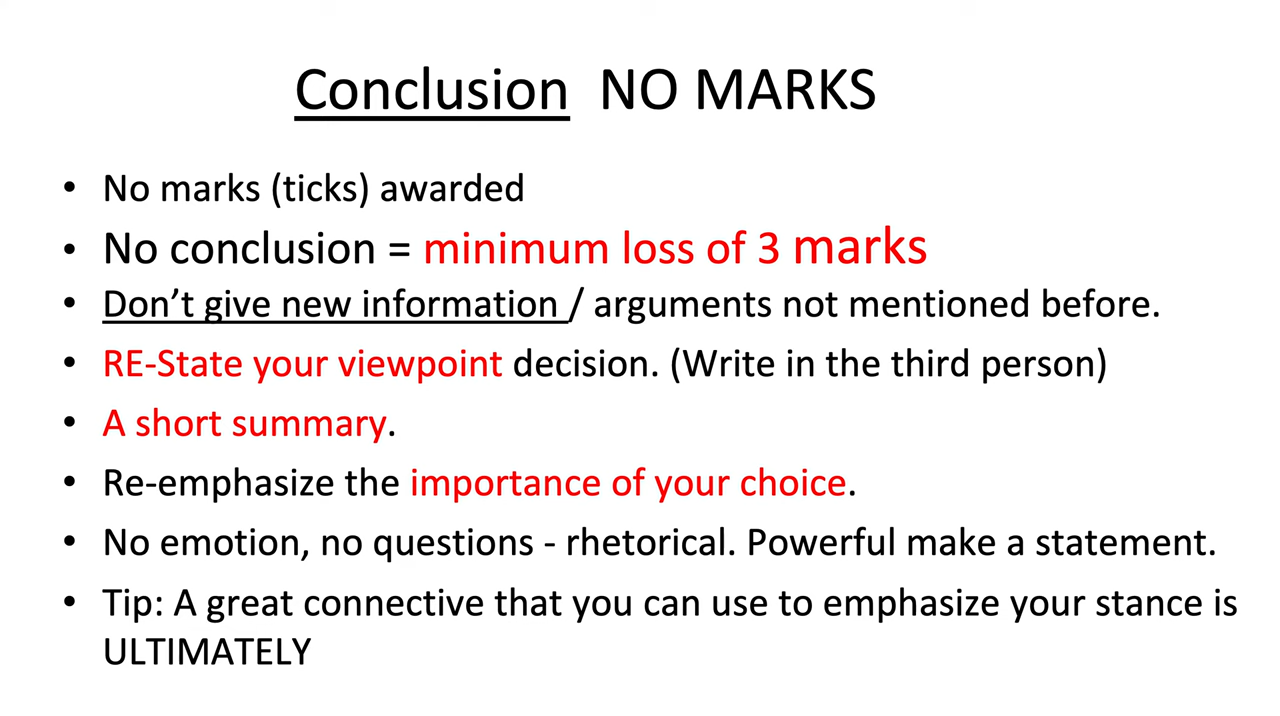 Conclusion NO MARKS
• No marks (ticks) awarded
• No conclusion = minimum loss of 3 marks
• Don’t give new information / arguments not mentioned before.
• RE-State your viewpoint decision. (Write in the third person)
• A short summary.
• Re-emphasize the importance of your choice.
• No emotion, no questions - rhetorical. Powerful make a statement.
• Tip: A great connective that you can use to emphasize your stance is
ULTIMATELY